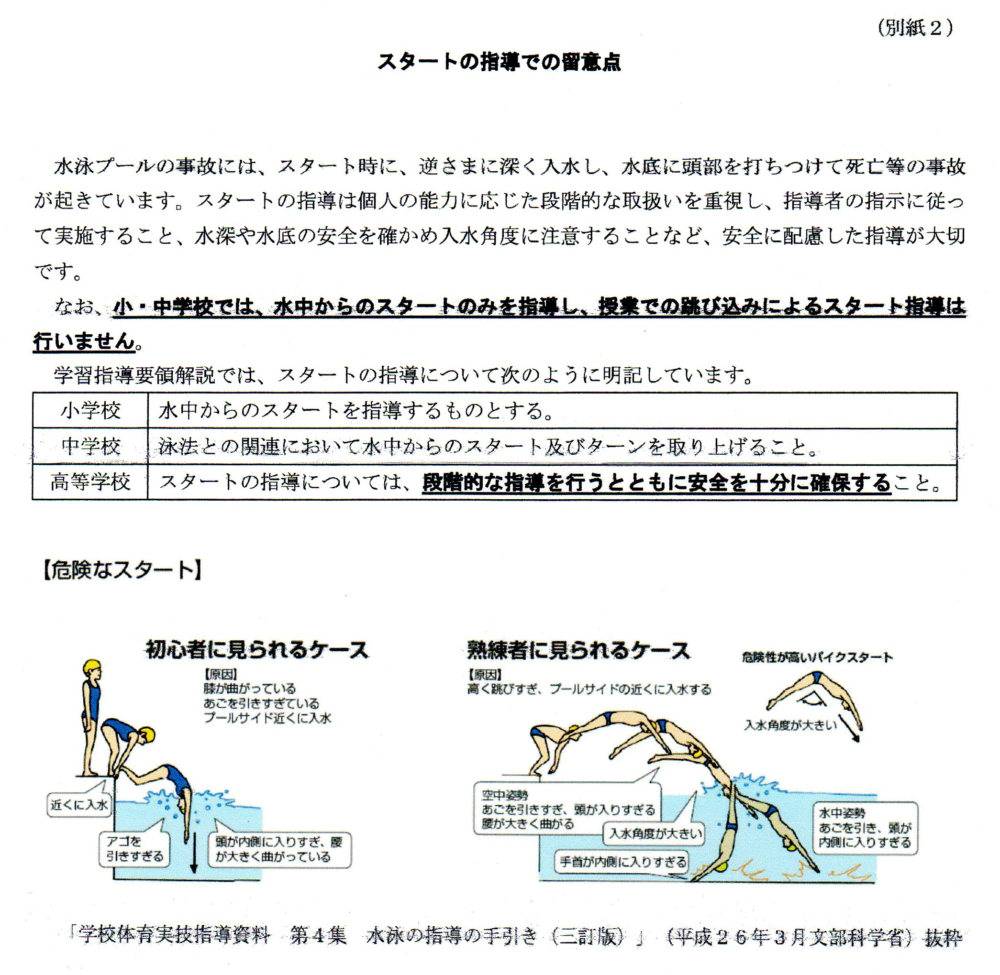 （別紙２）
スタートの指導での留意点
水泳プールの事故には、スタート時に、逆さまに深く入水し、水底に頭部を打ちつけて死亡等の事故
が起きています。スタートの指導は個人の能力に応じた段階的な取扱いを重視し、指導者の指示に従っ
て実施すること、水深や水底の安全を確かめ入水角度に注意することなど、安全に配慮した指導が大切
です。
なお、小・中学校では、水中からのスタートのみを指導し、授業での跳び込みによるスタート指導は
行いません。
学習指導要領解説では、スタートの指導について次のように明記しています。
小学校 水中からのスタートを指導するものとする。
中学校 泳法との関連において水中からのスタート及びターンを取り上げること。
高等学校 スタートの指導については、段階的な指導を行うとともに安全を十分に確保すること。
【危険なスタート】
初心者に見られるケース
【原因】
膝が曲がっている
あごを引きすぎている
プールサイド近くに入水
近くに入水
アゴを
引きすぎる
頭が内側に入りすぎ、腰
が大きく曲がっている
熟練者に見られるケース
【原因】
高く跳びすぎ、プールサイドの近くに入水する
危険性が高いパイクスタート
入水角度が大きい
空中姿勢
あごを引きすぎ、頭が入りすぎる
腰が大きく曲がる
入水角度が大きい
手首が内側に入りすぎる
水中姿勢
あごを引き、頭が
内側に入りすぎる
「学校体育実技指導資料　第４集　水泳の指導の手引き（三訂版）」（平成２６年３月文部科学省）抜粋